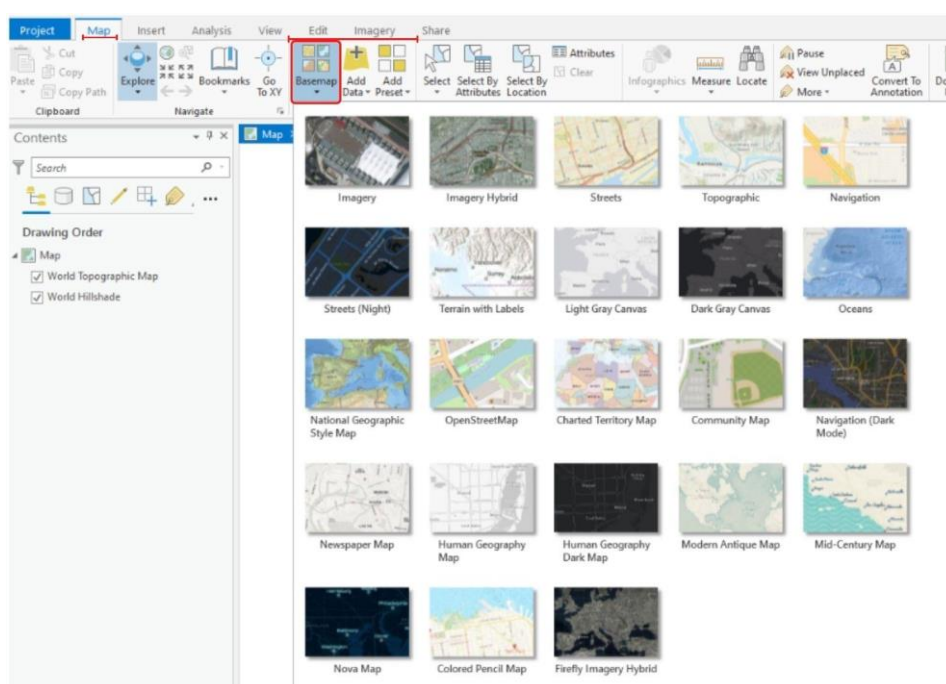 Project Map Insert Analysis View Edit Imagery Share
Cut
Copy
Paste
Copy Path
Clipboard
Explore
Bookmarks
Go To XY
Navigate
Basemap
Add Data
Add Preset
Select
Select By Attributes
Select By Location
Attributes
Clear
Infographics
Measure
Locate
Pause
View Unplaced
More
Convert To Annotation
Contents
Search
Drawing Order
Map
World Topographic Map
World Hillshade
Map
Imagery Imagery Hybrid Streets Topographic Navigation
Streets (Night) Terrain with Labels Light Gray Canvas Dark Gray Canvas Oceans
National Geographic Style Map OpenStreetMap Charted Territory Map Community Map Navigation (Dark Mode)
Newspaper Map Human Geography Map Human Geography Dark Map Modern Antique Map Mid-Century Map
Nova Map Colored Pencil Map Firefly Imagery Hybrid